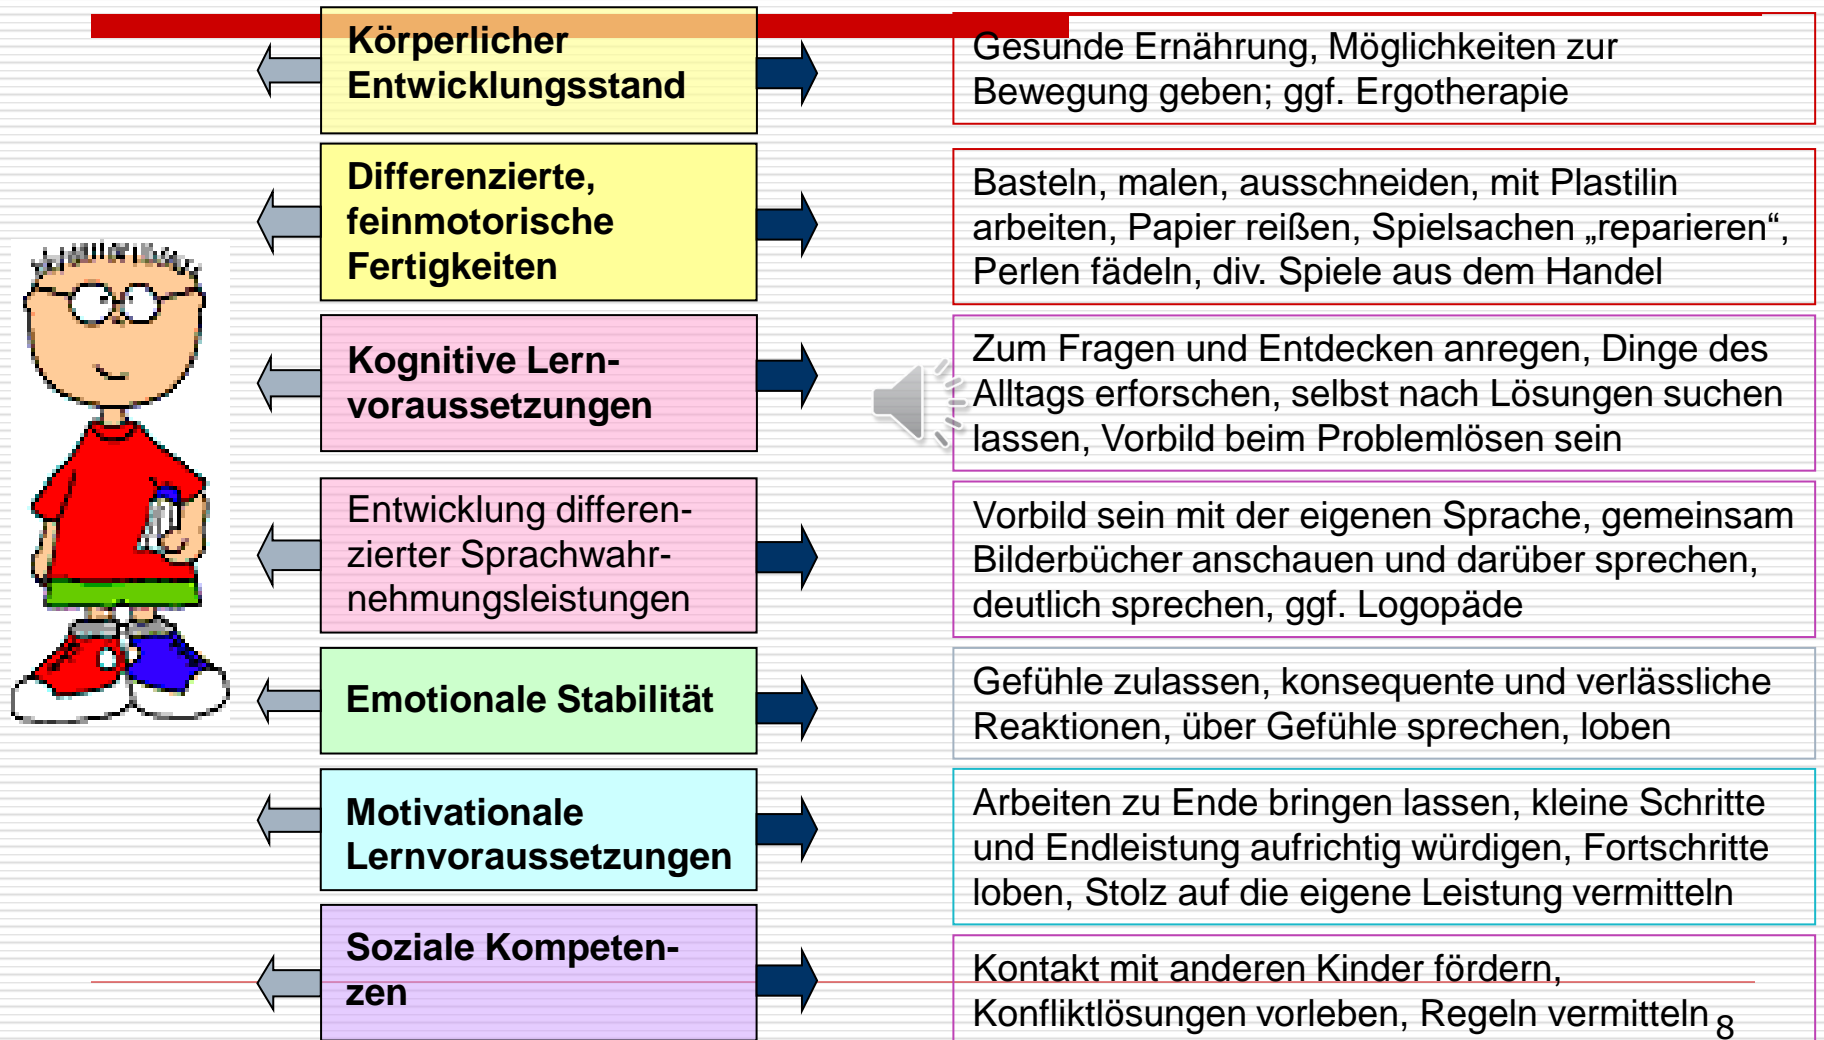 Körperlicher
Entwicklungsstand
Gesunde Ernährung, Möglichkeiten zur
Bewegung geben; ggf. Ergotherapie
Differenzierte,
feinmotorische
Fertigkeiten
Basteln, malen, ausschneiden, mit Plastilin
arbeiten, Papier reißen, Spielsachen „reparieren“,
Perlen fädeln, div. Spiele aus dem Handel
Kognitive Lern-
voraussetzungen
Zum Fragen und Entdecken anregen, Dinge des
Alltags erforschen, selbst nach Lösungen suchen
lassen, Vorbild beim Problemlösen sein
Entwicklung differen-
zierter Sprachwahr-
nehmungsleistungen
Vorbild sein mit der eigenen Sprache, gemeinsam
Bilderbücher anschauen und darüber sprechen,
deutlich sprechen, ggf. Logopäde
Emotionale Stabilität
Gefühle zulassen, konsequente und verlässliche
Reaktionen, über Gefühle sprechen, loben
Motivationale
Lernvoraussetzungen
Arbeiten zu Ende bringen lassen, kleine Schritte
und Endleistung aufrichtig würdigen, Fortschritte
loben, Stolz auf die eigene Leistung vermitteln
Soziale Kompeten-
zen
Kontakt mit anderen Kinder fördern,
Konfliktlösungen vorleben, Regeln vermitteln
8